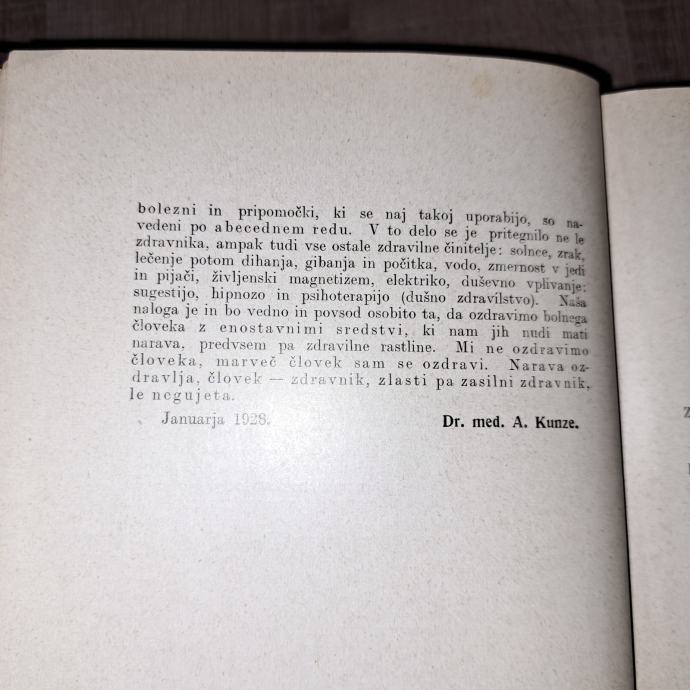 bolezni in pripomočki, ki se naj takoj uporabijo, so na-
vedeni po abecednem redu. V to delo se je pritegnilo ne le
zdravnika, ampak tudi vse ostale zdravilne činitelje: solnce, zrak,
lečenje potom dihanja, gibanja in počitka, vodo, zmernost v jedi
in pijači, življenski magnetizem, elektriko, duševno vplivanje:
sugestijo, hipnozo in psihoterapijo (dušno zdravilstvo). Naša
naloga je in bo vedno in povsod osobito ta, da ozdravimo bolnega
človeka z enostavnimi sredstvi, ki nam jih nudi mati
narava, predvsem pa zdravilne rastline. Mi ne ozdravimo
človeka, marveč človek sam se ozdravi. Narava oz-
dravlja, človek — zdravnik, zlasti pa zasilni zdravnik,
le negujeta.
Januarja 1928. Dr. med. A. Kunze.